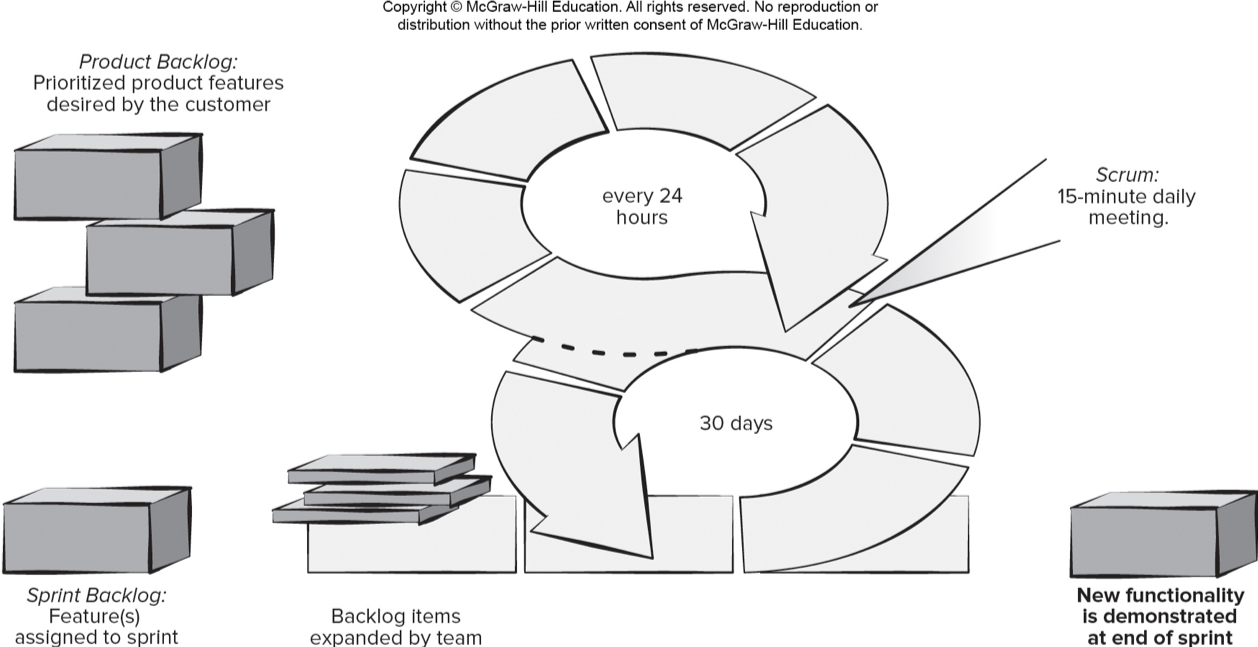 Copyright © McGraw-Hill Education. All rights reserved. No reproduction or
distribution without the prior written consent of McGraw-Hill Education.
Product Backlog:
Prioritized product features
desired by the customer
every 24
hours
Scrum:
15-minute daily
meeting.
30 days
Sprint Backlog:
Feature(s)
assigned to sprint
Backlog items
expanded by team
New functionality
is demonstrated
at end of sprint